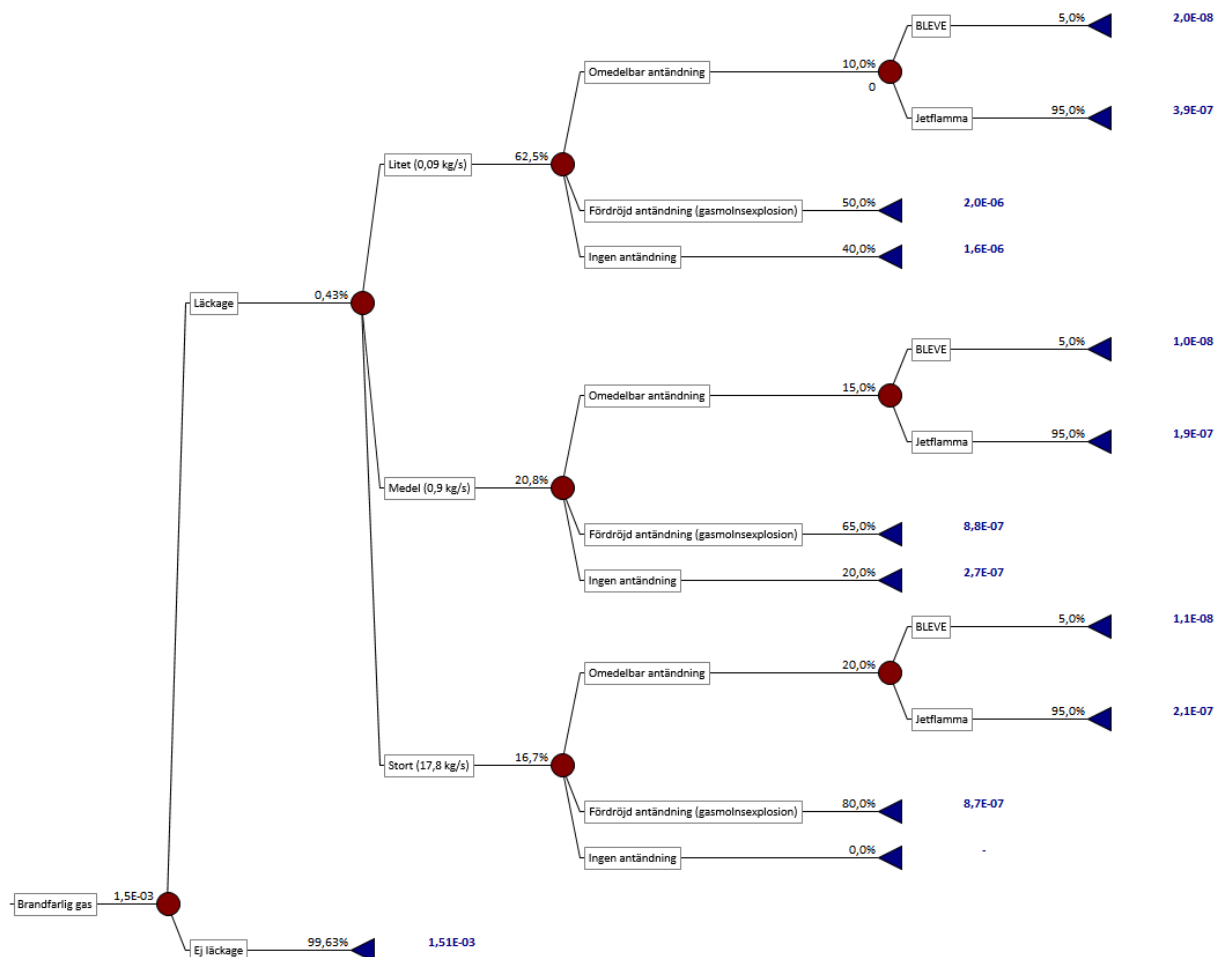 BLEVE 5,0% 2,0E-08
Omedelbar antändning 10,0%
0
Jetflamma 95,0% 3,9E-07
Litet (0,09 kg/s) 62,5%
Fördröjd antändning (gasmolnsexplosion) 50,0% 2,0E-06
Ingen antändning 40,0% 1,6E-06
Läckage 0,43%
BLEVE 5,0% 1,0E-08
Omedelbar antändning 15,0%
Jetflamma 95,0% 1,9E-07
Medel (0,9 kg/s) 20,8%
Fördröjd antändning (gasmolnsexplosion) 65,0% 8,8E-07
Ingen antändning 20,0% 2,7E-07
BLEVE 5,0% 1,1E-08
Omedelbar antändning 20,0%
Jetflamma 95,0% 2,1E-07
Stort (17,8 kg/s) 16,7%
Fördröjd antändning (gasmolnsexplosion) 80,0% 8,7E-07
Ingen antändning 0,0% -
Brandfarlig gas 1,5E-03
Ej läckage 99,63% 1,51E-03